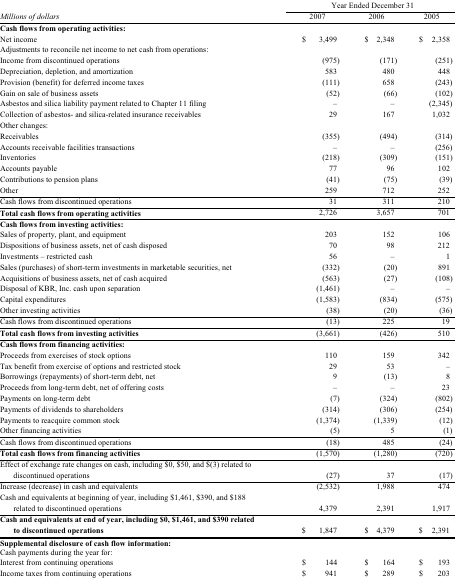 Year Ended December 31
Millions of dollars 2007 2006 2005
Cash flows from operating activities:
Net income $ 3,499 $ 2,348 $ 2,358
Adjustments to reconcile net income to net cash from operations:
Income from discontinued operations (975) (171) (251)
Depreciation, depletion, and amortization 583 480 448
Provision (benefit) for deferred income taxes (111) 658 (243)
Gain on sale of business assets (52) (66) (102)
Asbestos and silica liability payment related to Chapter 11 filing – – (2,345)
Collection of asbestos- and silica-related insurance receivables 29 167 1,032
Other changes:
Receivables (355) (494) (314)
Accounts receivable facilities transactions – – (256)
Inventories (218) (309) (151)
Accounts payable 77 96 102
Contributions to pension plans (41) (75) (39)
Other 259 712 252
Cash flows from discontinued operations 31 311 210
Total cash flows from operating activities 2,726 3,657 701
Cash flows from investing activities:
Sales of property, plant, and equipment 203 152 106
Dispositions of business assets, net of cash disposed 70 98 212
Investments – restricted cash 56 – 1
Sales (purchases) of short-term investments in marketable securities, net (332) (20) 891
Acquisitions of business assets, net of cash acquired (563) (27) (108)
Disposal of KBR, Inc. cash upon separation (1,461) – –
Capital expenditures (1,583) (834) (575)
Other investing activities (38) (20) (36)
Cash flows from discontinued operations (13) 225 19
Total cash flows from investing activities (3,661) (426) 510
Cash flows from financing activities:
Proceeds from exercises of stock options 110 159 342
Tax benefit from exercise of options and restricted stock 29 53 –
Borrowings (repayments) of short-term debt, net 9 (13) 8
Proceeds from long-term debt, net of offering costs – – 23
Payments on long-term debt (7) (324) (802)
Payments of dividends to shareholders (314) (306) (254)
Payments to reacquire common stock (1,374) (1,339) (12)
Other financing activities (5) 5 (1)
Cash flows from discontinued operations (18) 485 (24)
Total cash flows from financing activities (1,570) (1,280) (720)
Effect of exchange rate changes on cash, including $0, $50, and $(3) related to
discontinued operations (27) 37 (17)
Increase (decrease) in cash and equivalents (2,532) 1,988 474
Cash and equivalents at beginning of year, including $1,461, $390, and $188
related to discontinued operations 4,379 2,391 1,917
Cash and equivalents at end of year, including $0, $1,461, and $390 related
to discontinued operations $ 1,847 $ 4,379 $ 2,391
Supplemental disclosure of cash flow information:
Cash payments during the year for:
Interest from continuing operations $ 144 $ 164 $ 193
Income taxes from continuing operations $ 941 $ 289 $ 203